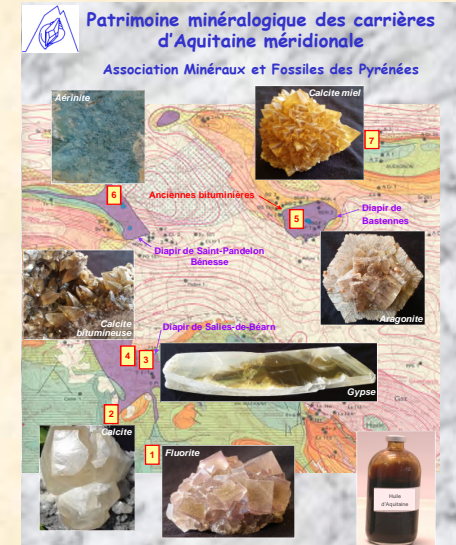 Patrimoine minéralogique des carrières
d'Aquitaine méridionale
Association Minéraux et Fossiles des Pyrénées
Aérinite
Calcite miel
7
6
Anciennes bituminières
5
Diapir de
Bastennes
Diapir de Saint-Pandelon
Bénesse
Calcite
bitumineuse
Aragonite
Diapir de Salies-de-Béarn
4
3
Gypse
2
Calcite
1
Fluorite
Huile
d'Aquitaine